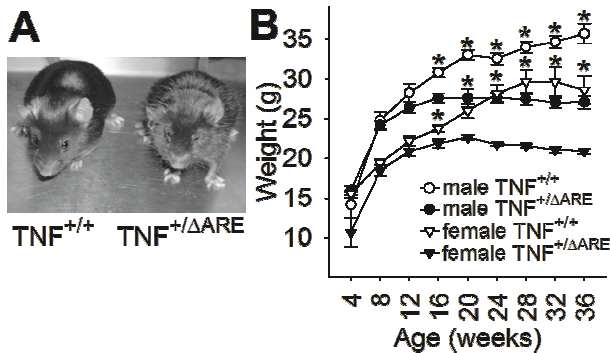 A
TNF+/+ TNF+/ΔARE
B
Weight (g)
35
30
25
20
15
10
* * * * * *
* * * * *
*
male TNF+/+
male TNF+/ΔARE
female TNF+/+
female TNF+/ΔARE
4 8 12 16 20 24 28 32 36
Age (weeks)